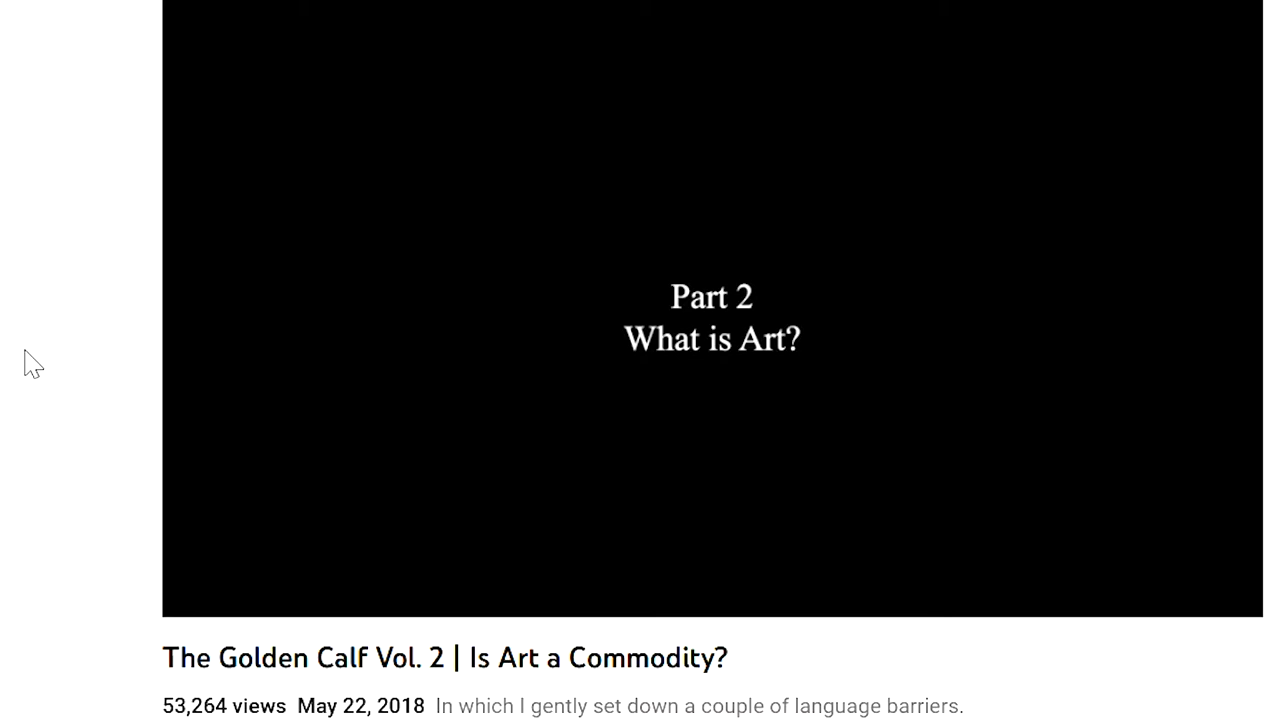 Part 2
What is Art?
The Golden Calf Vol. 2 | Is Art a Commodity?
53,264 views May 22, 2018 In which I gently set down a couple of language barriers.